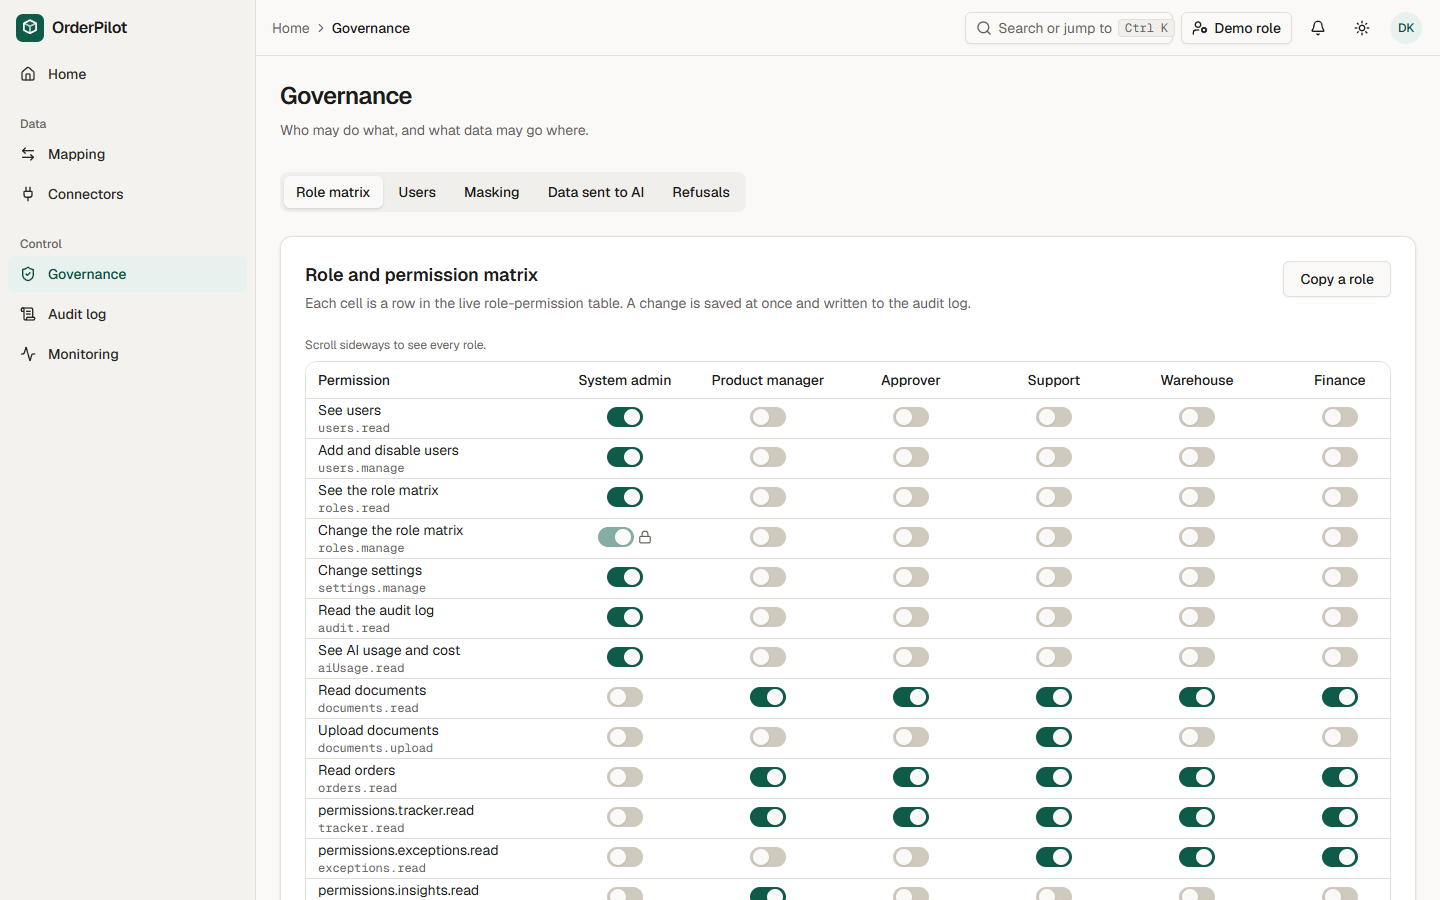 OrderPilot
Home
Data
Mapping
Connectors
Control
Governance
Audit log
Monitoring
Home > Governance
Search or jump to Ctrl K
Demo role
DK
Governance
Who may do what, and what data may go where.
Role matrix Users Masking Data sent to AI Refusals
Role and permission matrix
Copy a role
Each cell is a row in the live role-permission table. A change is saved at once and written to the audit log.
Scroll sideways to see every role.
Permission System admin Product manager Approver Support Warehouse Finance
See users
users.read
Add and disable users
users.manage
See the role matrix
roles.read
Change the role matrix
roles.manage
Change settings
settings.manage
Read the audit log
audit.read
See AI usage and cost
aiUsage.read
Read documents
documents.read
Upload documents
documents.upload
Read orders
orders.read
permissions.tracker.read
tracker.read
permissions.exceptions.read
exceptions.read
permissions.insights.read